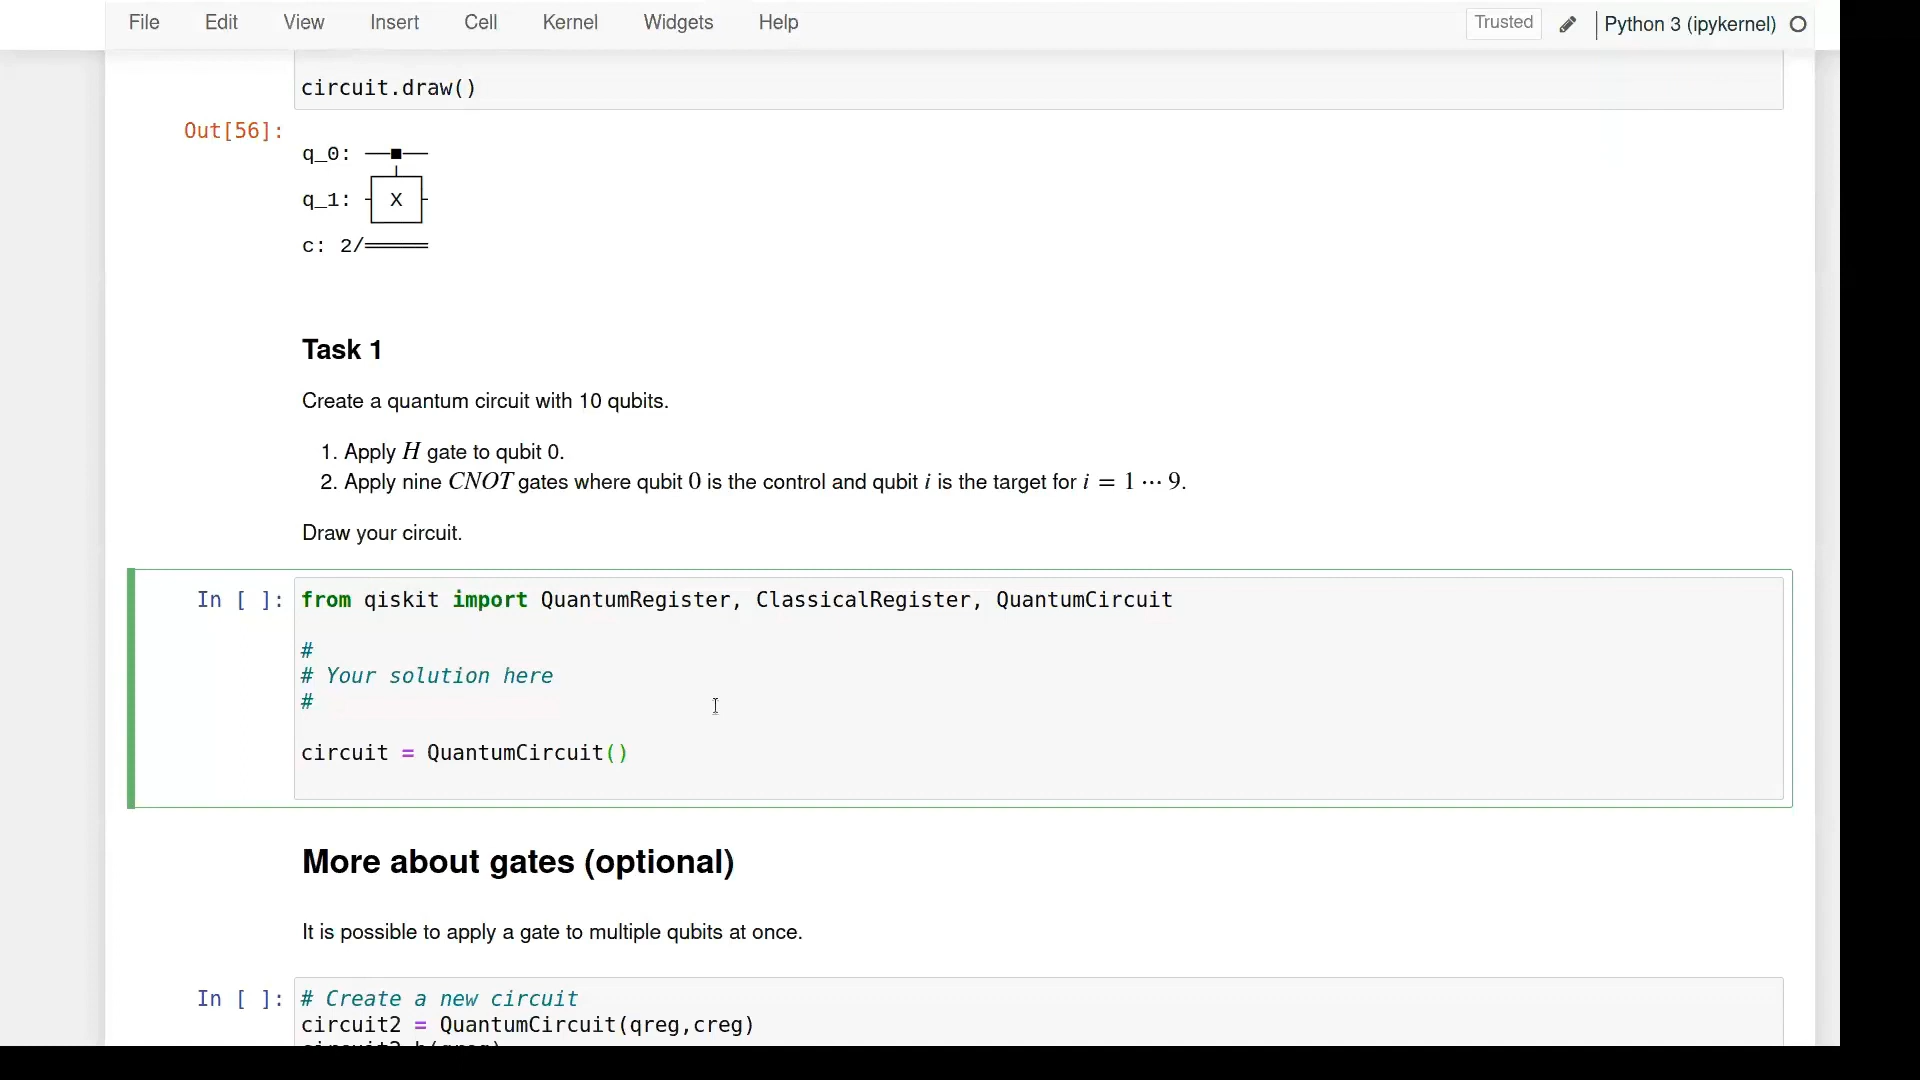 File Edit View Insert Cell Kernel Widgets Help Trusted Python 3 (ipykernel)
circuit.draw()
Out[56]:
q_0:
q_1: X
c: 2/
Task 1
Create a quantum circuit with 10 qubits.
1. Apply H gate to qubit 0.
2. Apply nine CNOT gates where qubit 0 is the control and qubit i is the target for i = 1 ⋯ 9.
Draw your circuit.
In [ ]: from qiskit import QuantumRegister, ClassicalRegister, QuantumCircuit
#
# Your solution here
#
circuit = QuantumCircuit()
More about gates (optional)
It is possible to apply a gate to multiple qubits at once.
In [ ]: # Create a new circuit
circuit2 = QuantumCircuit(qreg,creg)